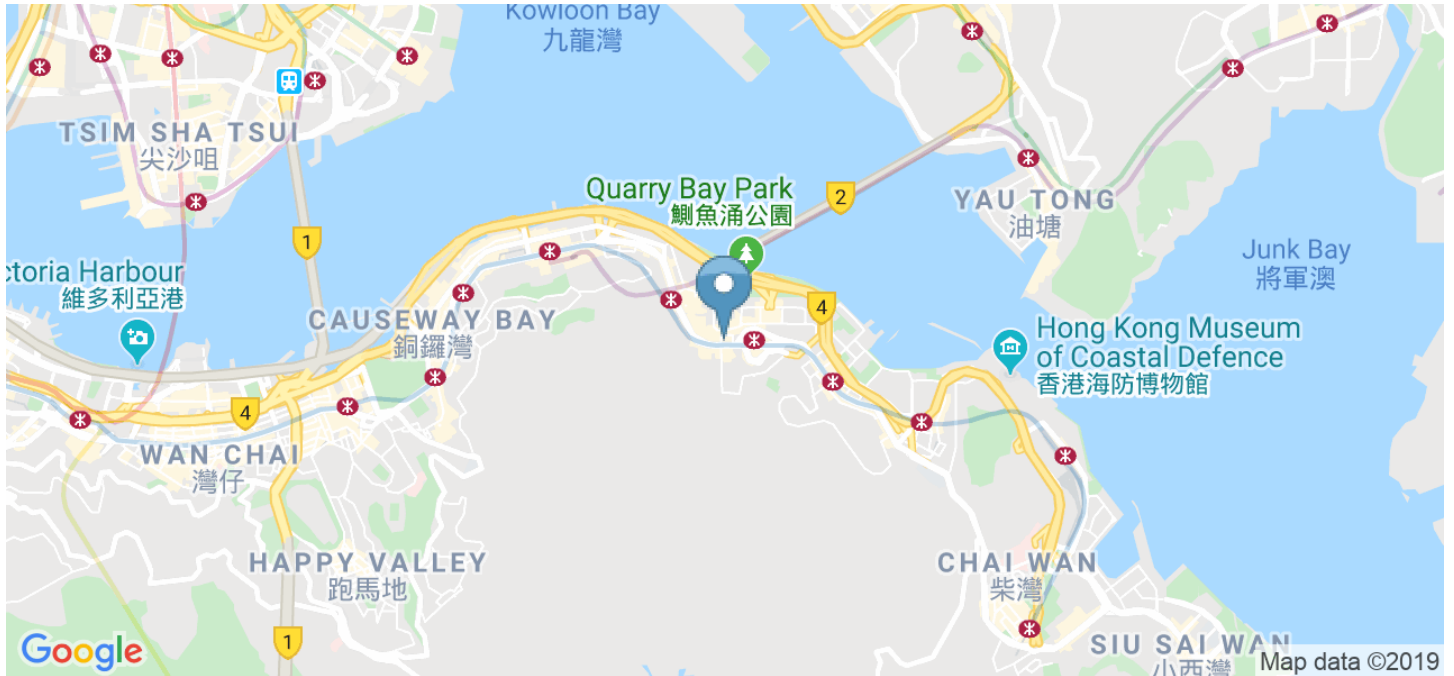 Kowloon Bay
九龍灣
TSIM SHA TSUI
尖沙咀
Quarry Bay Park
鰂魚涌公園
2
YAU TONG
油塘
1
Junk Bay
將軍澳
ctoria Harbour
維多利亞港
CAUSEWAY BAY
銅鑼灣
4
Hong Kong Museum
of Coastal Defence
香港海防博物館
4
WAN CHAI
灣仔
HAPPY VALLEY
跑馬地
CHAI WAN
柴灣
1
SIU SAI WAN
小西灣
Google
Map data ©2019